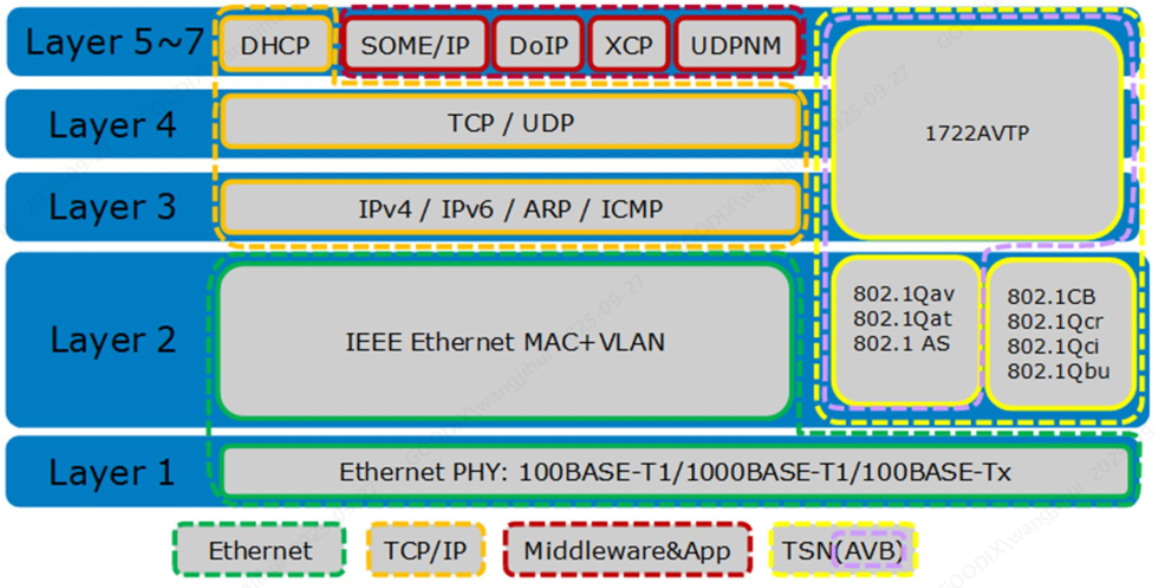 Layer 5~7
DHCP
SOME/IP
DoIP
XCP
UDPNM
Layer 4
TCP / UDP
1722AVTP
Layer 3
IPv4 / IPv6 / ARP / ICMP
Layer 2
IEEE Ethernet MAC+VLAN
802.1Qav
802.1Qat
802.1 AS
802.1CB
802.1Qcr
802.1Qci
802.1Qbu
Layer 1
Ethernet PHY: 100BASE-T1/1000BASE-T1/100BASE-Tx
Ethernet
TCP/IP
Middleware&App
TSN(AVB)